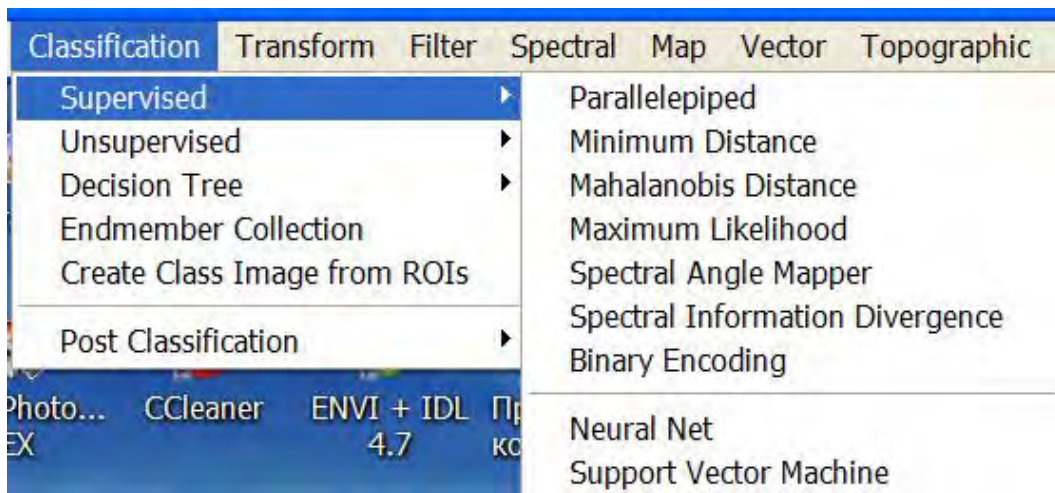 Classification Transform Filter Spectral Map Vector Topographic
Supervised
Unsupervised
Decision Tree
Endmember Collection
Create Class Image from ROIs
Post Classification
Parallelepiped
Minimum Distance
Mahalanobis Distance
Maximum Likelihood
Spectral Angle Mapper
Spectral Information Divergence
Binary Encoding
Neural Net
Support Vector Machine
Photo... CCleaner ENVI + IDL
4.7